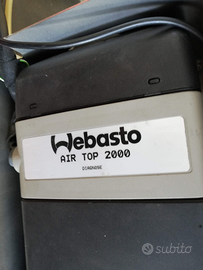 Webasto
AIR TOP 2000
DIAGNOSE
subito